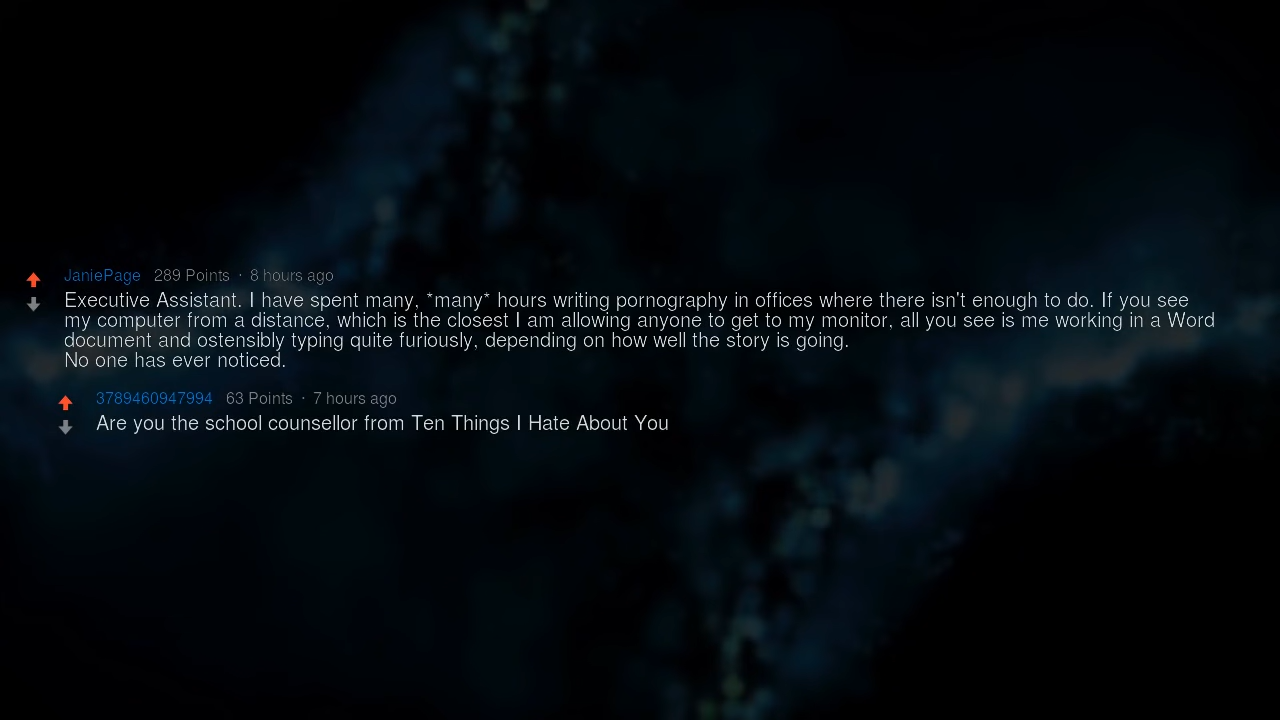 JaniePage 289 Points · 8 hours ago
Executive Assistant. I have spent many, *many* hours writing pornography in offices where there isn't enough to do. If you see
my computer from a distance, which is the closest I am allowing anyone to get to my monitor, all you see is me working in a Word
document and ostensibly typing quite furiously, depending on how well the story is going.
No one has ever noticed.
3789460947994 63 Points · 7 hours ago
Are you the school counsellor from Ten Things I Hate About You